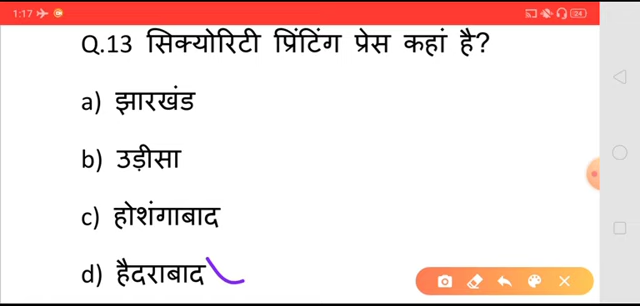 1:17
Q.13 सिक्योरिटी प्रिंटिंग प्रेस कहां है?
a) झारखंड
b) उड़ीसा
c) होशंगाबाद
d) हैदराबाद